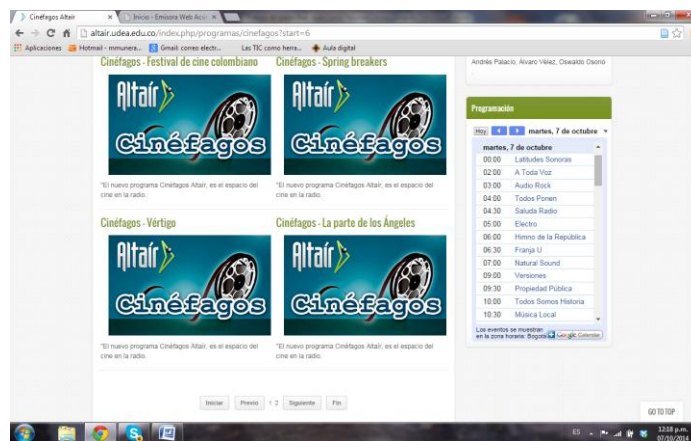 Cinéfagos Altair
Inicio - Emisora Web
altair.udea.edu.co/index.php/programas/cinefagos?start=6
Aplicaciones
Hotmail - mmunera...
Gmail: correo electr...
Las TIC como herra...
Aula digital
Cinéfagos - Festival de cine colombiano
Cinéfagos - Spring breakers
Altaír
Cinéfagos
Altaír
Cinéfagos
"El nuevo programa Cinéfagos Altair, es el espacio del
cine en la radio.
"El nuevo programa Cinéfagos Altair, es el espacio del
cine en la radio.
Cinéfagos - Vértigo
Cinéfagos - La parte de los Ángeles
Altaír
Cinéfagos
Altaír
Cinéfagos
"El nuevo programa Cinéfagos Altair, es el espacio del
cine en la radio.
"El nuevo programa Cinéfagos Altair, es el espacio del
cine en la radio.
Iniciar Previo 1 2 Siguiente Fin
Andrés Palacio, Álvaro Vélez, Oswaldo Osorio
Programación
Hoy martes, 7 de octubre
martes, 7 de octubre
00:00 Latitudes Sonoras
02:00 A Toda Voz
03:00 Audio Rock
04:00 Todos Ponen
04:30 Saluda Radio
05:00 Electro
06:00 Himno de la República
06:30 Franja U
07:00 Natural Sound
09:00 Versiones
09:30 Propiedad Pública
10:00 Todos Somos Historia
10:30 Música Local
Los eventos se muestran
en la zona horaria: Bogotá
Google Calendar
GO TO TOP
ES
12:18 p.m.
07/10/2014